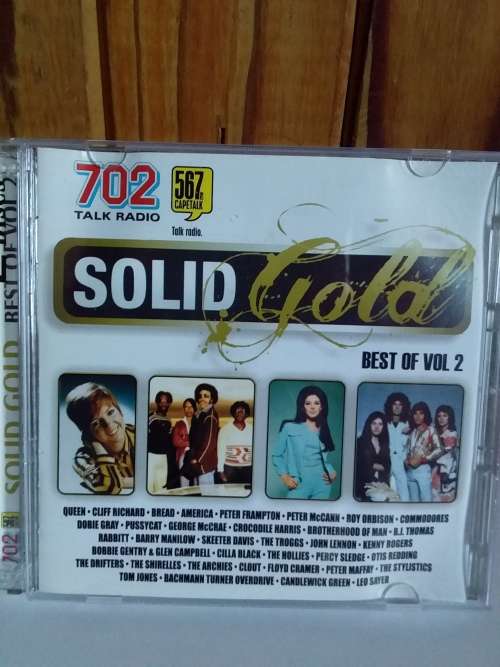 702
TALK RADIO
567
CAPETALK
Talk radio.
SOLID Gold
BEST OF VOL 2
QUEEN • CLIFF RICHARD • BREAD • AMERICA • PETER FRAMPTON • PETER McCANN • ROY ORBISON • COMMODORES
DOBIE GRAY • PUSSYCAT • GEORGE McCRAE • CROCODILE HARRIS • BROTHERHOOD OF MAN • B.J. THOMAS
RABBITT • BARRY MANILOW • SKEETER DAVIS • THE TROGGS • JOHN LENNON • KENNY ROGERS
BOBBIE GENTRY & GLEN CAMPBELL • CILLA BLACK • THE HOLLIES • PERCY SLEDGE • OTIS REDDING
THE DRIFTERS • THE SHIRELLES • THE ARCHIES • CLOUT • FLOYD CRAMER • PETER MAFFAY • THE STYLISTICS
TOM JONES • BACHMANN TURNER OVERDRIVE • CANDLEWICK GREEN • LEO SAYER
702 SOLID GOLD BEST OF VOL 2